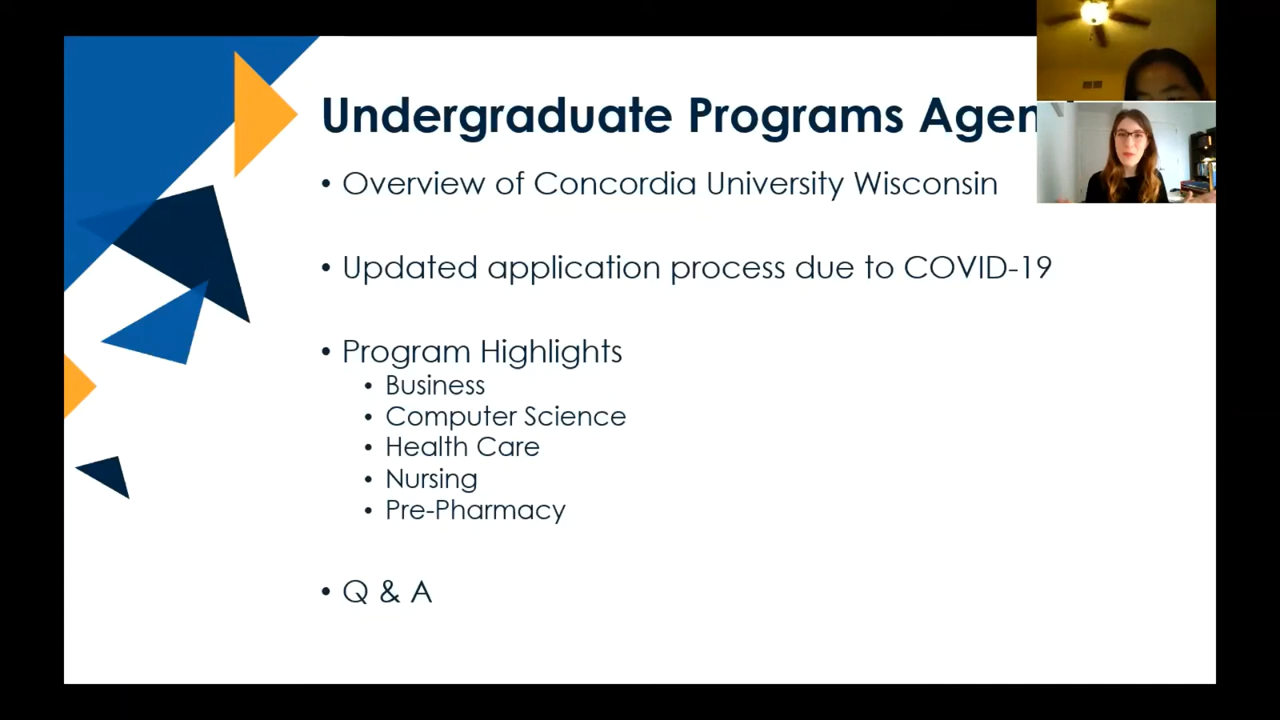 Undergraduate Programs Agen
• Overview of Concordia University Wisconsin
• Updated application process due to COVID-19
• Program Highlights
• Business
• Computer Science
• Health Care
• Nursing
• Pre-Pharmacy
• Q & A